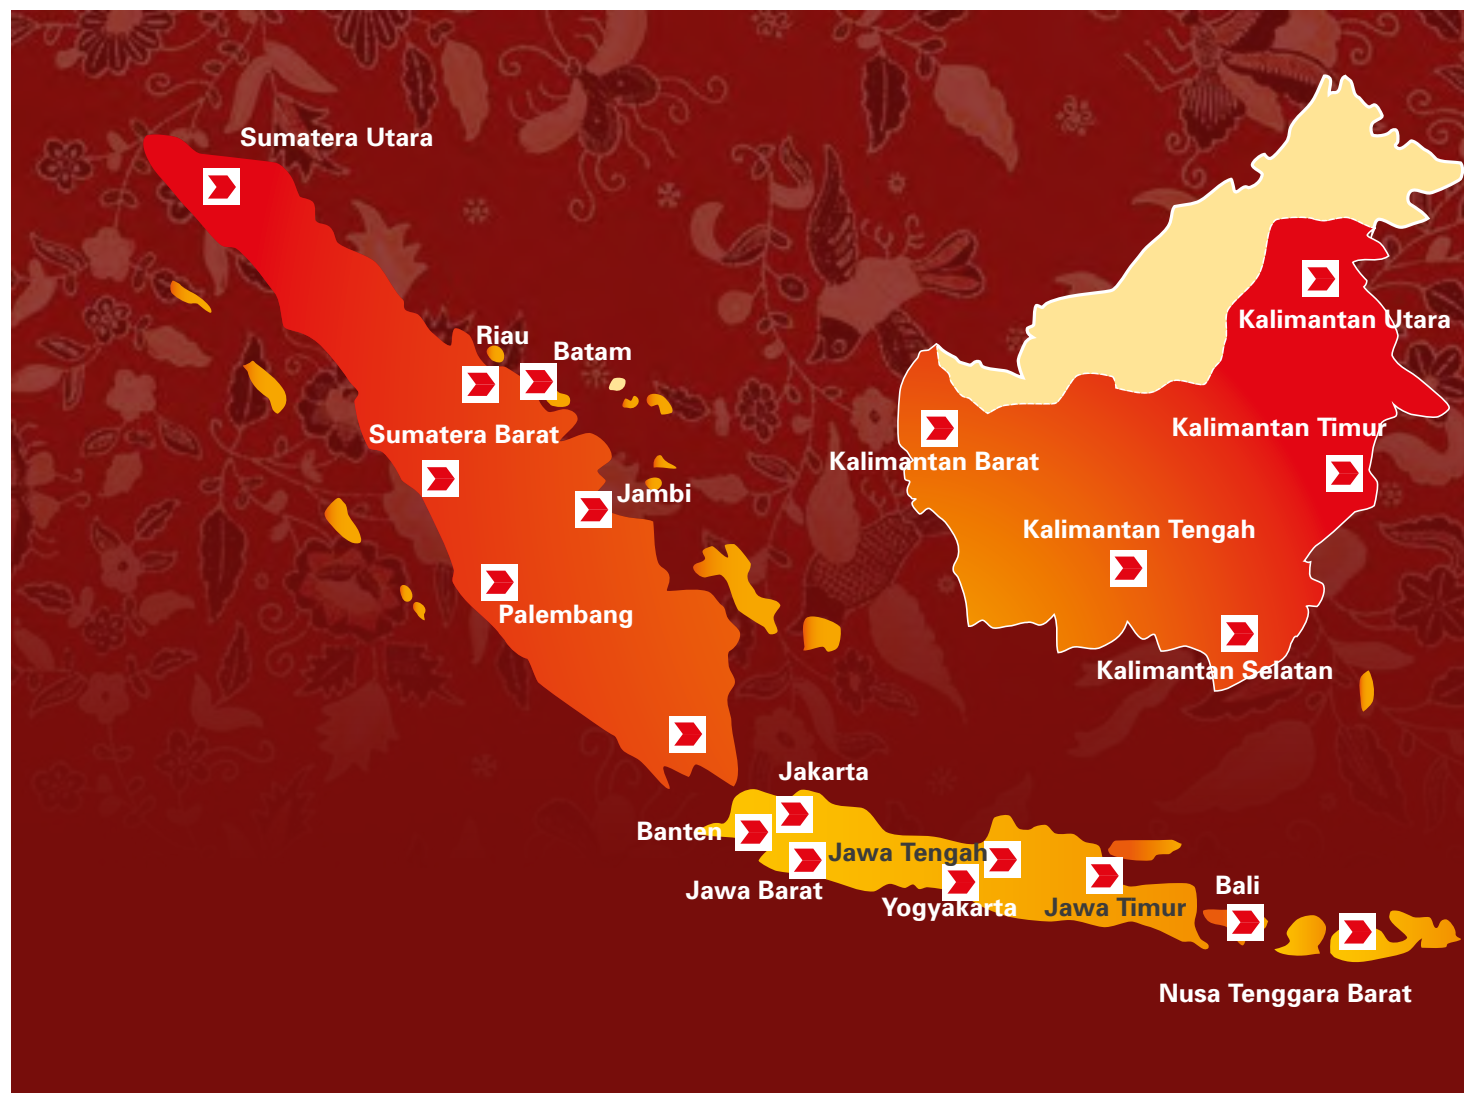 Sumatera Utara
Riau
Batam
Sumatera Barat
Jambi
Palembang
Kalimantan Utara
Kalimantan Timur
Kalimantan Barat
Kalimantan Tengah
Kalimantan Selatan
Jakarta
Banten
Jawa Tengah
Jawa Barat
Yogyakarta
Jawa Timur
Bali
Nusa Tenggara Barat